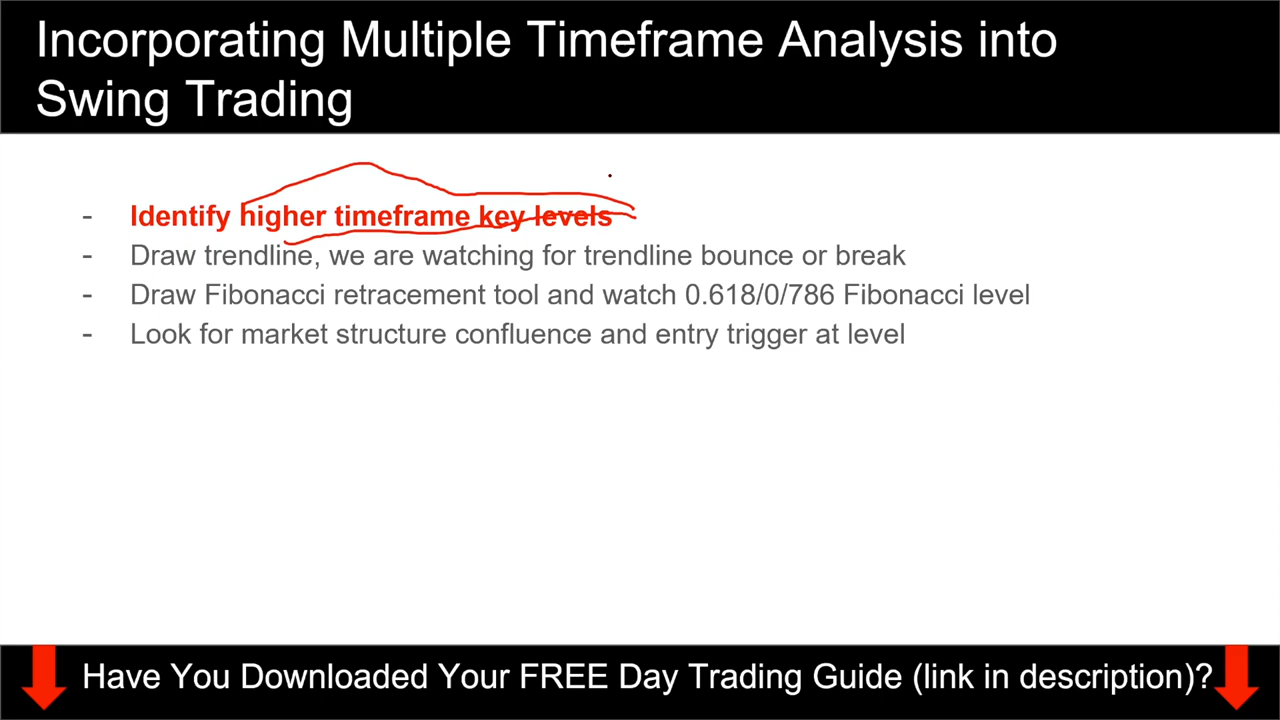 Incorporating Multiple Timeframe Analysis into
Swing Trading
- Identify higher timeframe key levels
- Draw trendline, we are watching for trendline bounce or break
- Draw Fibonacci retracement tool and watch 0.618/0/786 Fibonacci level
- Look for market structure confluence and entry trigger at level
Have You Downloaded Your FREE Day Trading Guide (link in description)?